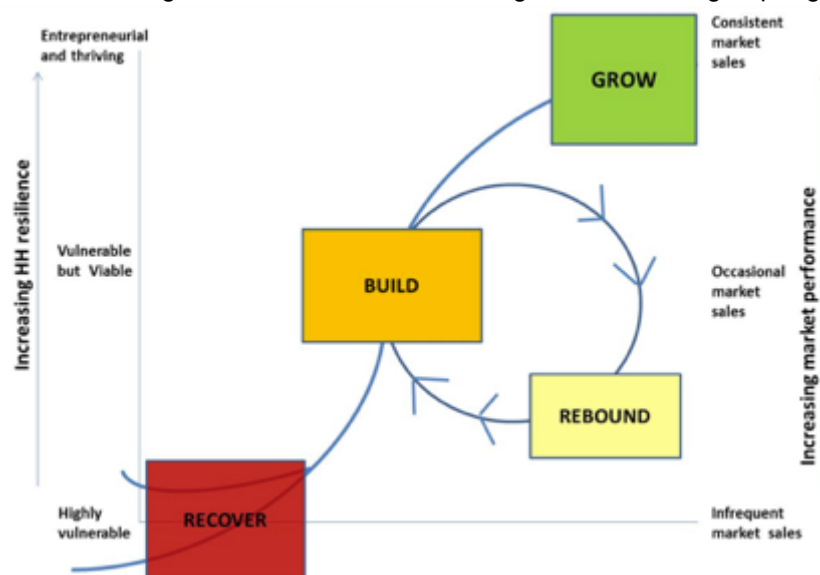 Entrepreneurial
and thriving
Consistent
market
sales
GROW
Increasing HH resilience
Vulnerable
but Viable
BUILD
Occasional
market
sales
Increasing market performance
REBOUND
Highly
vulnerable
RECOVER
Infrequent
market sales